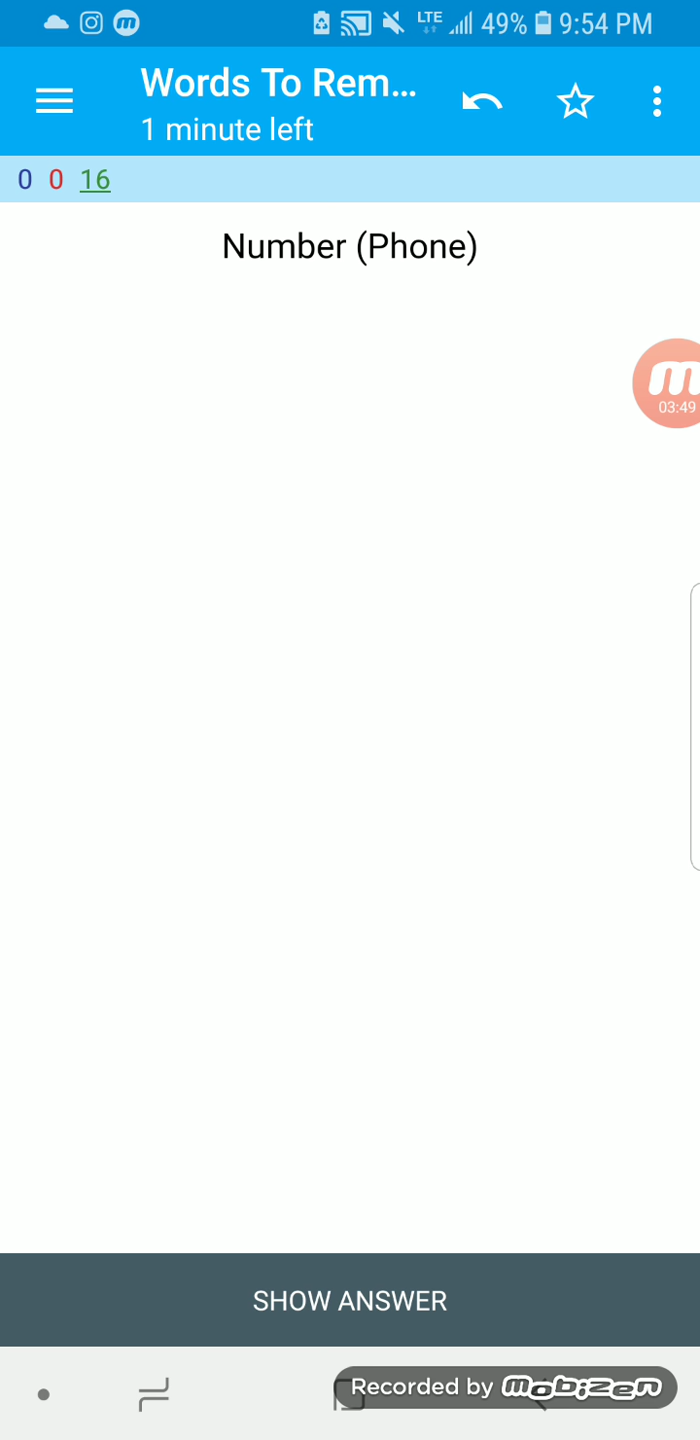 LTE 49% 9:54 PM
Words To Rem...
1 minute left
0 0 16
Number (Phone)
m
03:49
SHOW ANSWER
Recorded by mobizen